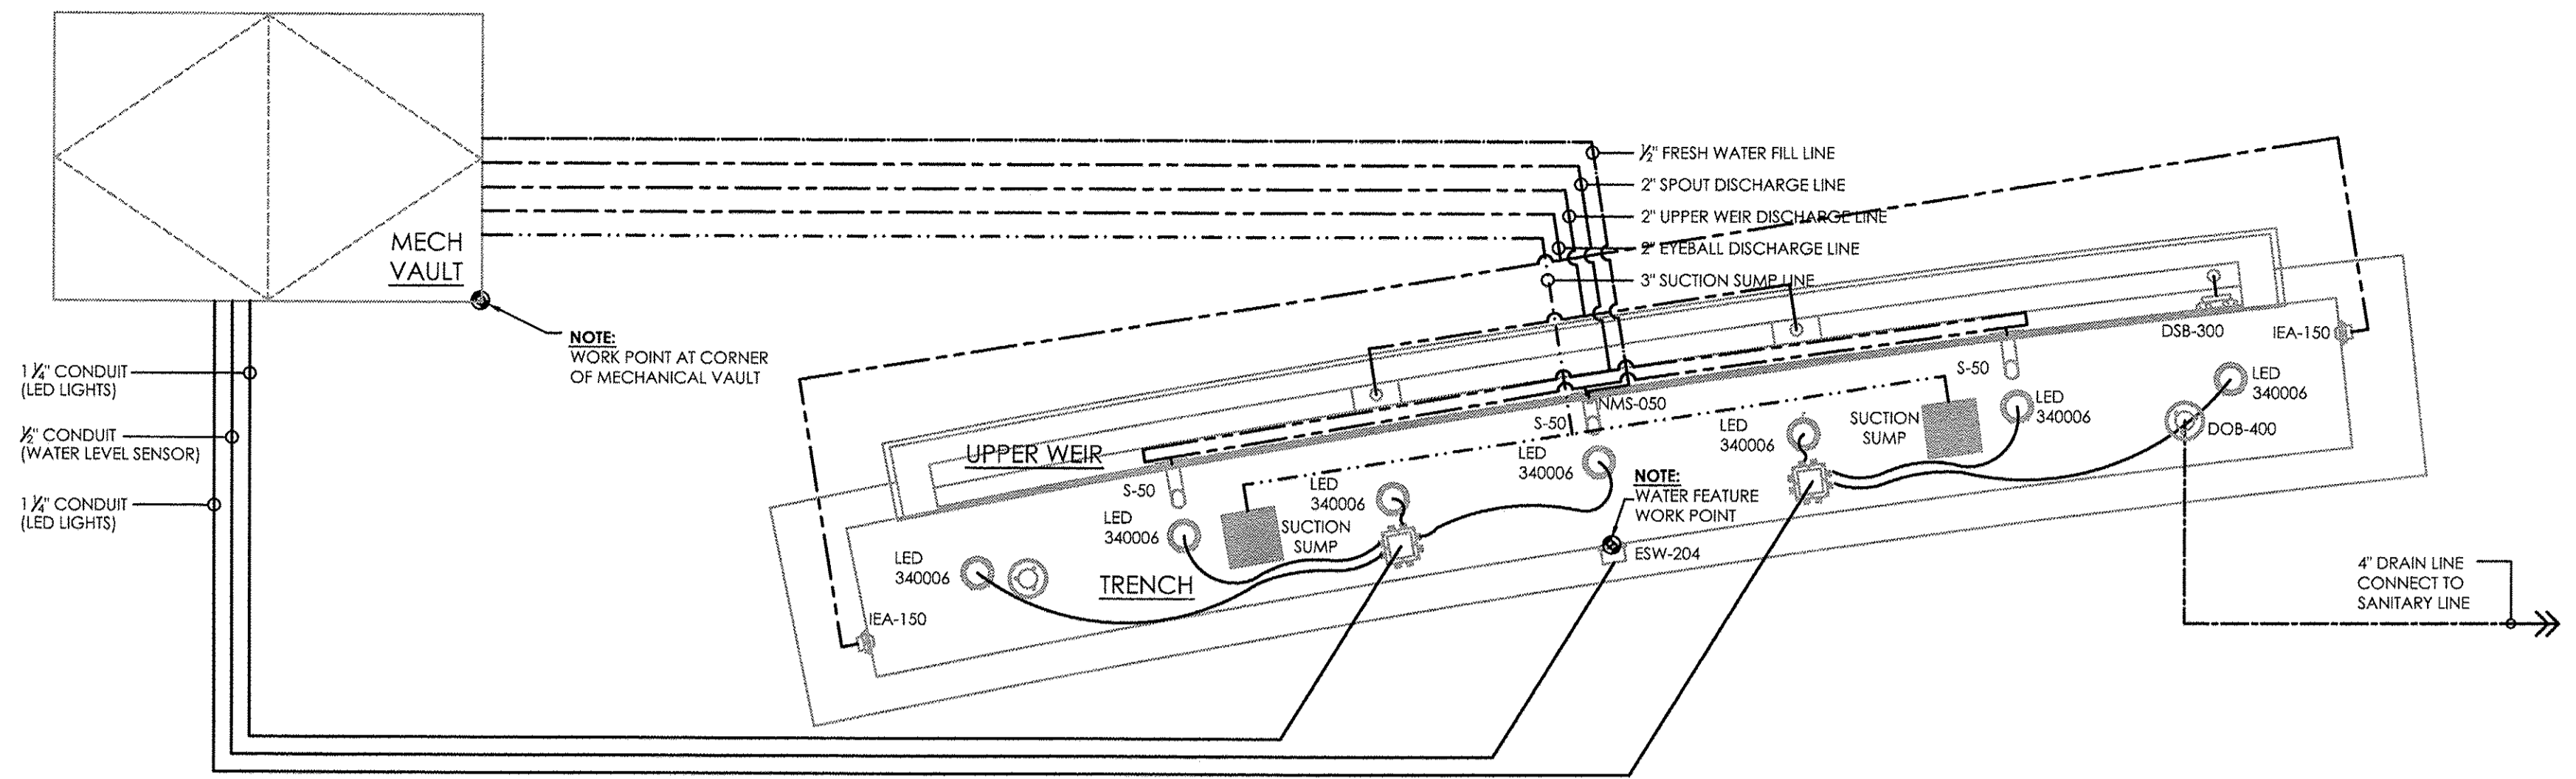 MECH
VAULT
NOTE:
WORK POINT AT CORNER
OF MECHANICAL VAULT
½" FRESH WATER FILL LINE
2" SPOUT DISCHARGE LINE
2" UPPER WEIR DISCHARGE LINE
2" EYEBALL DISCHARGE LINE
3" SUCTION SUMP LINE
1 ¼" CONDUIT
(LED LIGHTS)
½" CONDUIT
(WATER LEVEL SENSOR)
1 ¼" CONDUIT
(LED LIGHTS)
DSB-300
IEA-150
S-50
LED
340006
LED
340006
DOB-400
SUCTION
SUMP
LED
340006
NMS-050
S-50
LED
340006
NOTE:
WATER FEATURE
WORK POINT
ESW-204
UPPER WEIR
S-50
LED
340006
LED
340006
SUCTION
SUMP
LED
340006
TRENCH
IEA-150
4" DRAIN LINE
CONNECT TO
SANITARY LINE